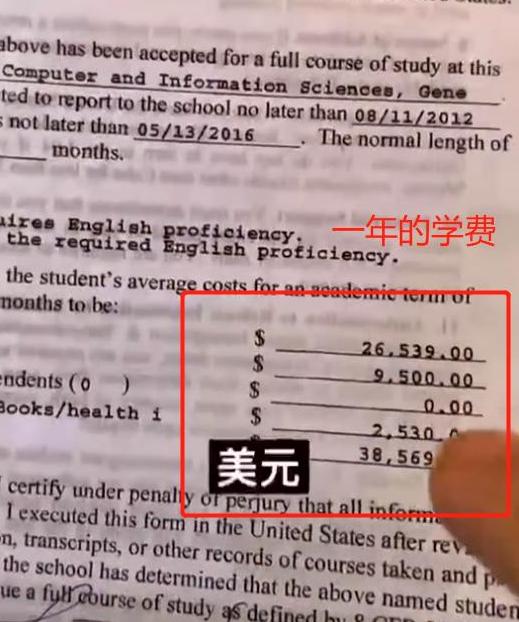 above has been accepted for a full course of study at this
Computer and Information Sciences, Gene
ted to report to the school no later than 08/11/2012
not later than 05/13/2016 . The normal length of
months.
uires English proficiency. 一年的学费
the required English proficiency.
the student's average costs for an academic term of
months to be:
$ 26,539.00
$ 9,500.00
endents (0 ) $ 0.00
Books/health i $ 2,530.
38,569
美元
certify under penalty of perjury that all inform
I executed this form in the United States after rev
n, transcripts, or other records of courses taken and p
the school has determined that the above named studen
ue a full course of study as defined by 8